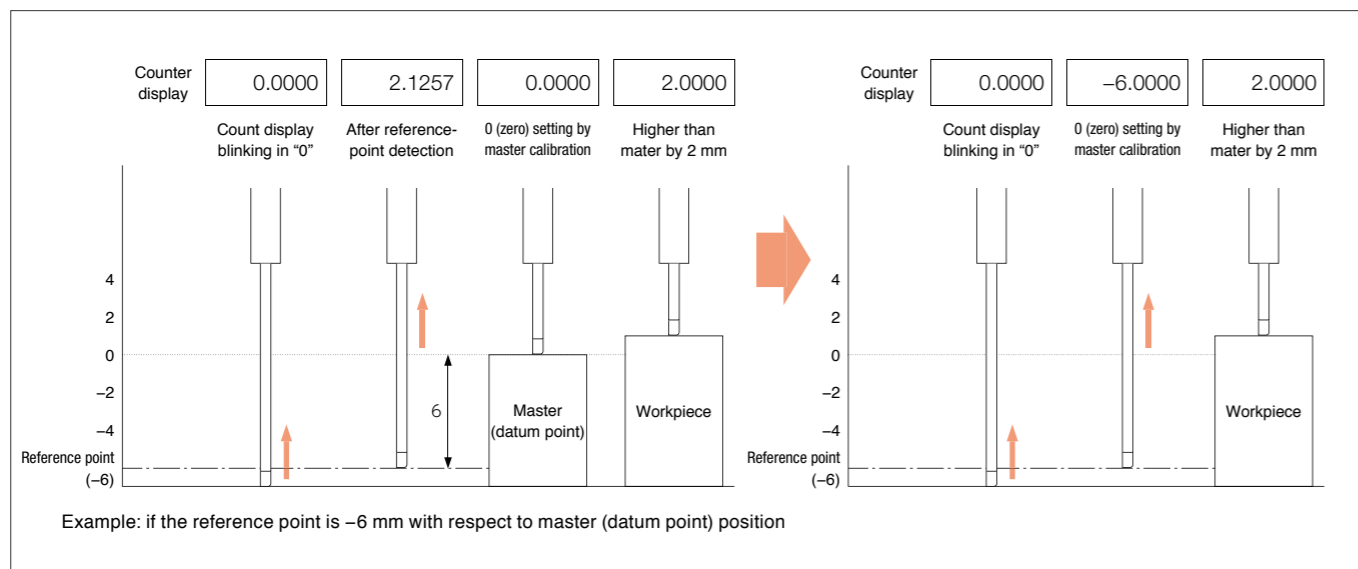 Counter
display
0.0000
2.1257
0.0000
2.0000
Count display
blinking in “0”
After reference-
point detection
0 (zero) setting by
master calibration
Higher than
mater by 2 mm
4
2
0
−2
−4
Reference point
(−6)
6
Master
(datum point)
Workpiece
Counter
display
0.0000
−6.0000
2.0000
Count display
blinking in “0”
0 (zero) setting by
master calibration
Higher than
mater by 2 mm
4
2
0
−2
−4
Reference point
(−6)
Workpiece
Example: if the reference point is −6 mm with respect to master (datum point) position